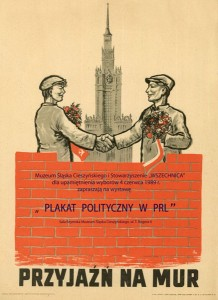 Muzeum Śląska Cieszyńskiego i Stowarzyszenie „WSZECHNICA"
dla upamiętnienia wyborów 4 czerwca 1989 r.
zapraszają na wystawę
„ PLAKAT POLITYCZNY W PRL "
PRZYJAŹŃ NA MUR